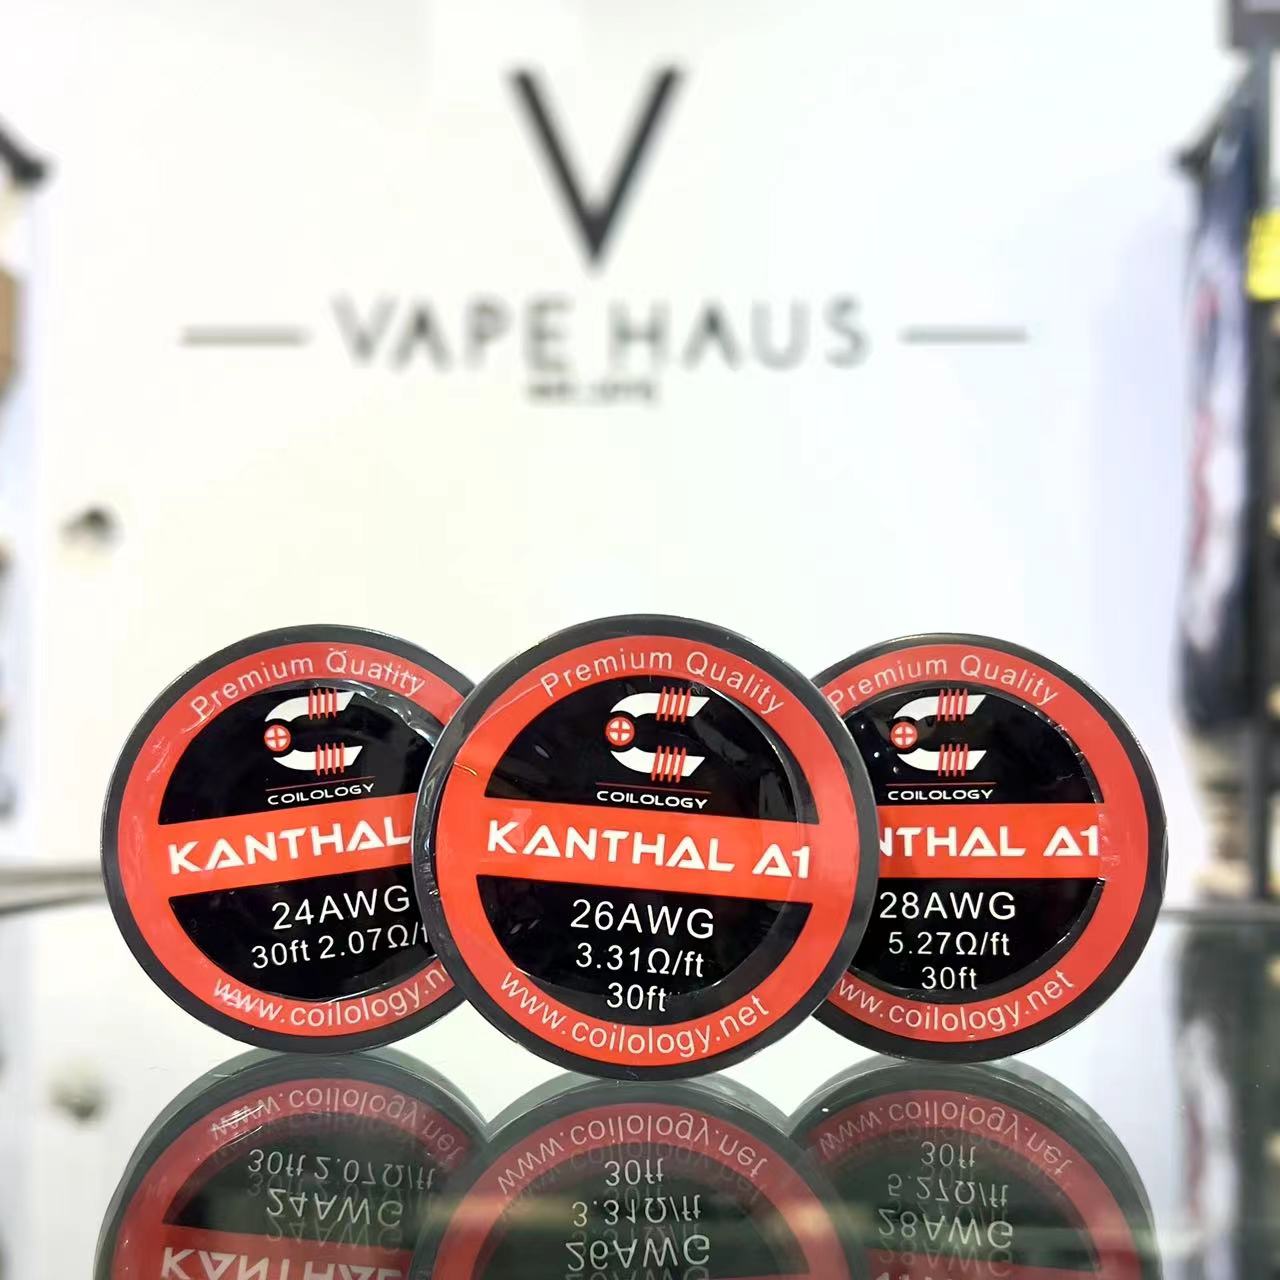 V
VAPE HAUS
Premium Quality
COILOLOGY
KANTHAL
24AWG
30ft 2.07Ω/f
www.coilology.n
Premium Quality
COILOLOGY
KANTHAL A1
26AWG
3.31Ω/ft
30ft
www.coilology.net
Premium Quality
COILOLOGY
NTHAL A1
28AWG
5.27Ω/ft
30ft
www.coilology.net